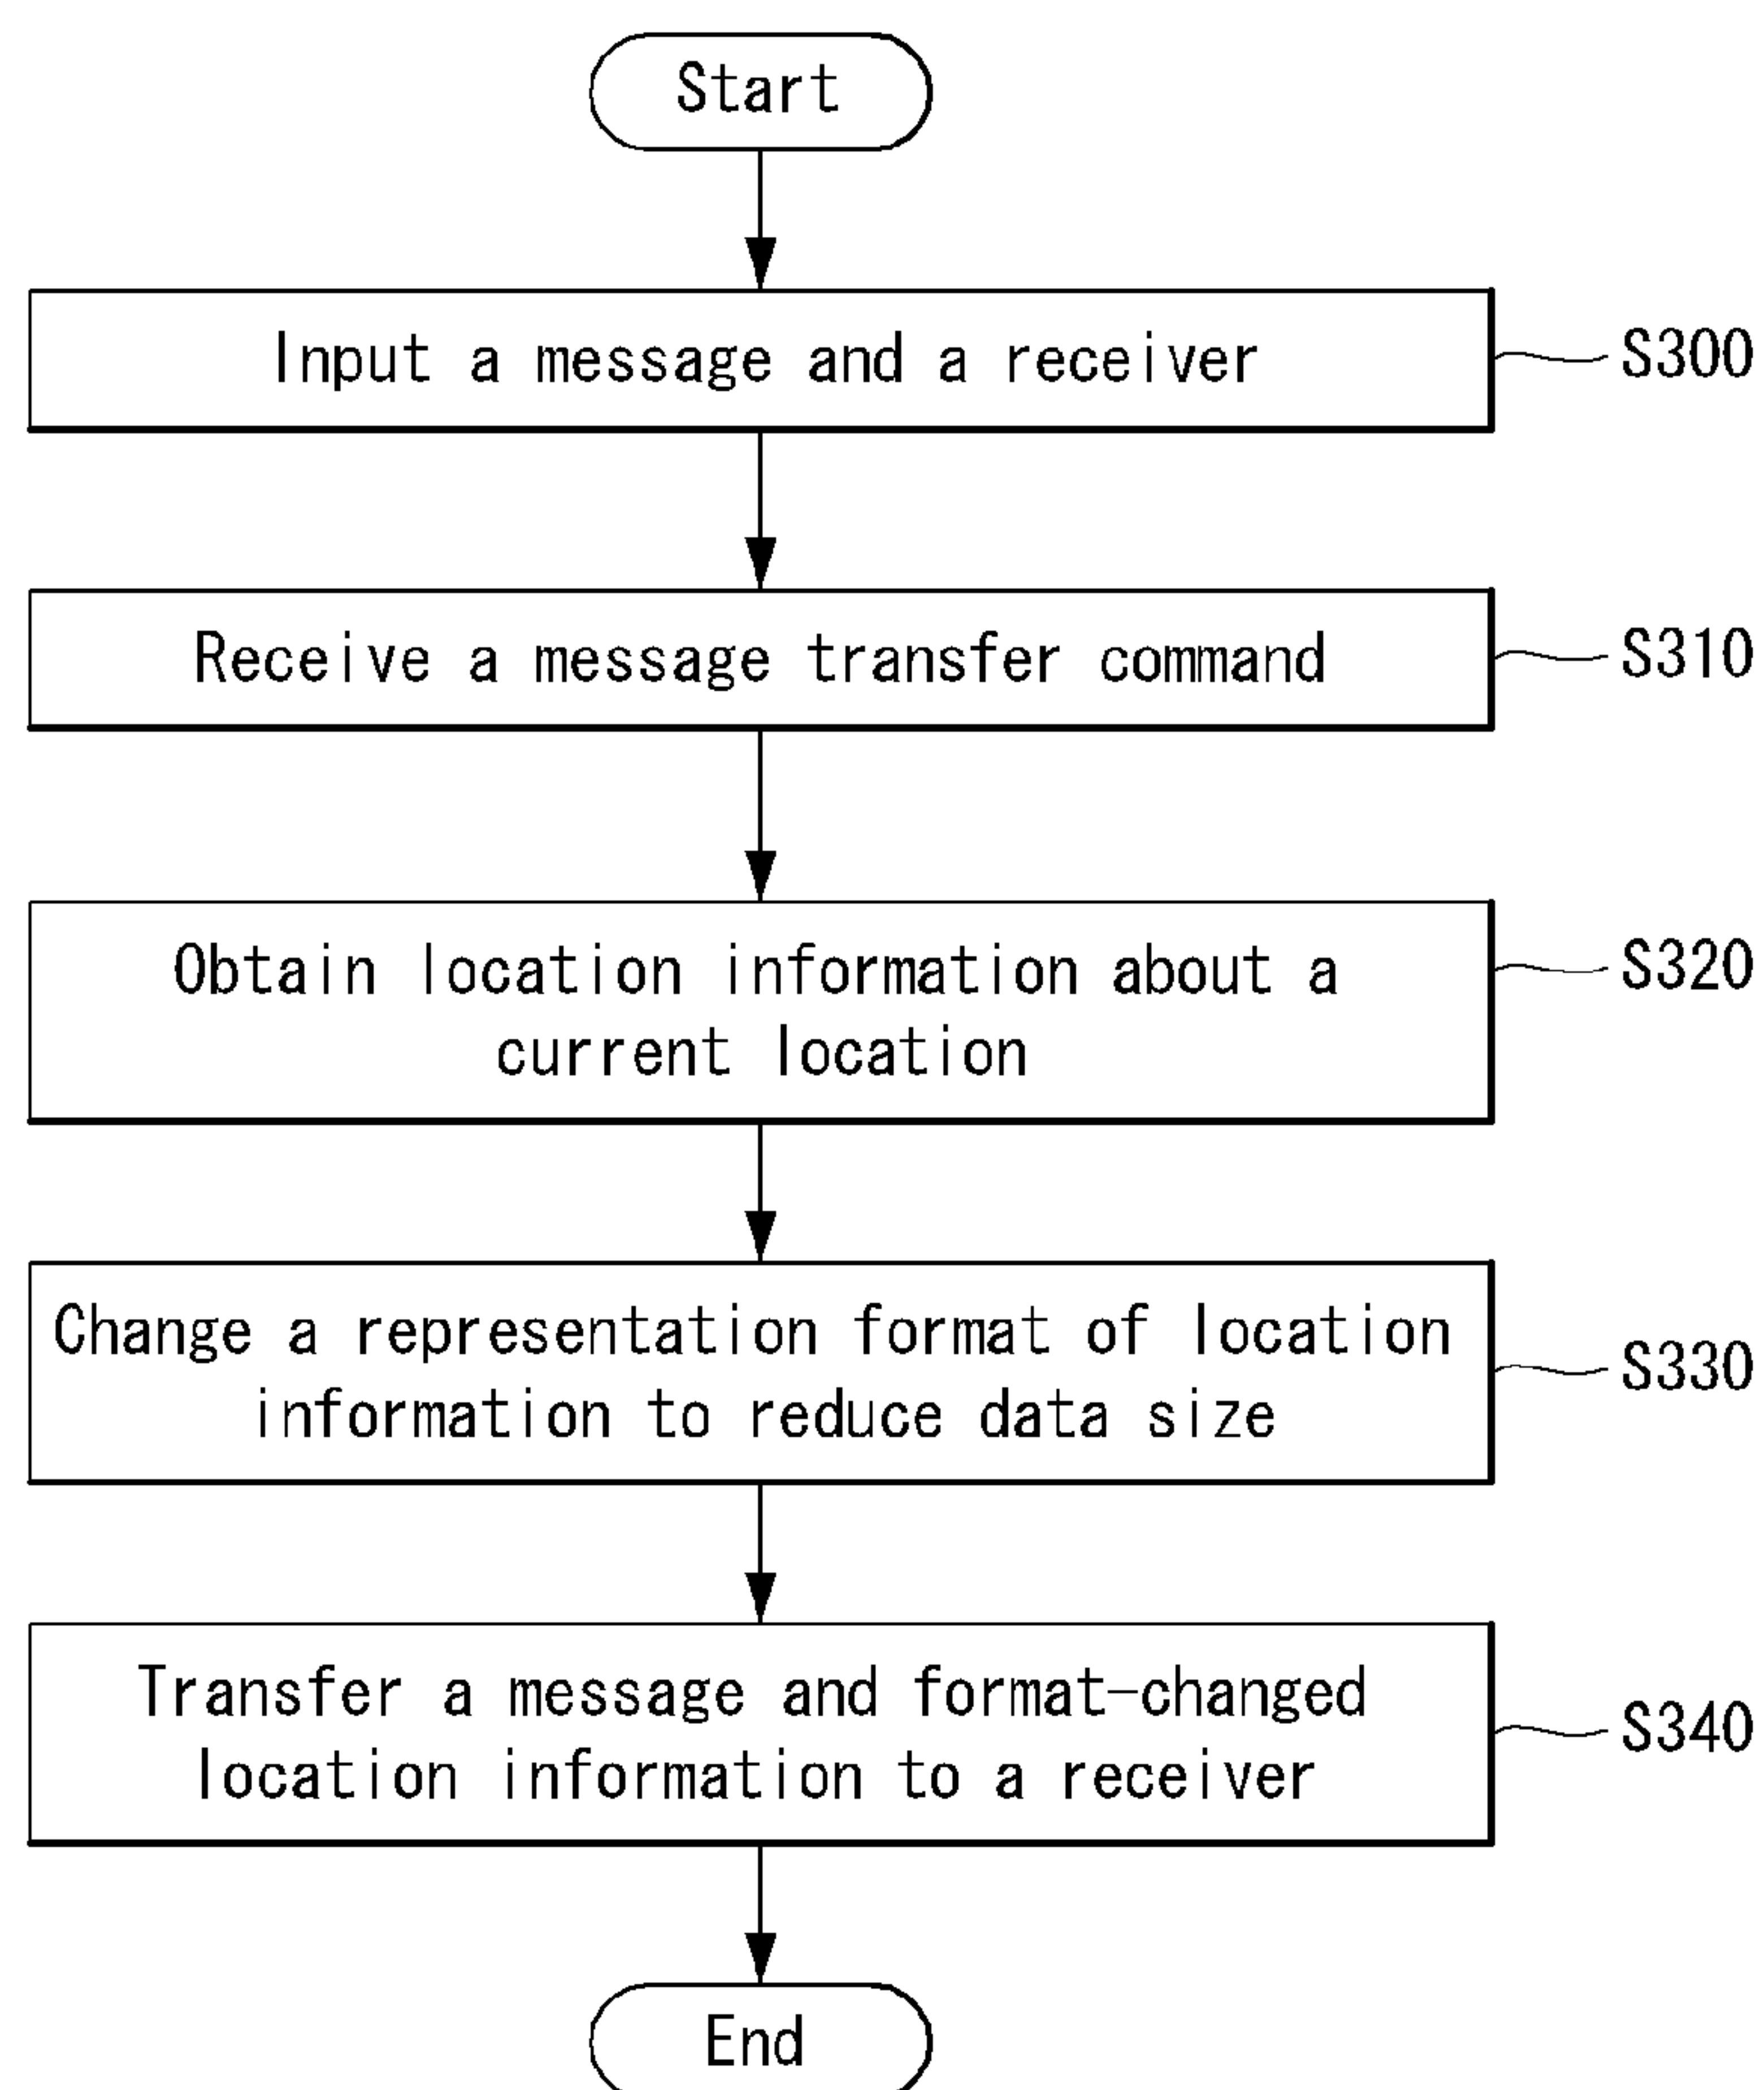 Start
Input a message and a receiver
S300
Receive a message transfer command
S310
Obtain location information about a
current location
S320
Change a representation format of location
information to reduce data size
S330
Transfer a message and format-changed
location information to a receiver
S340
End